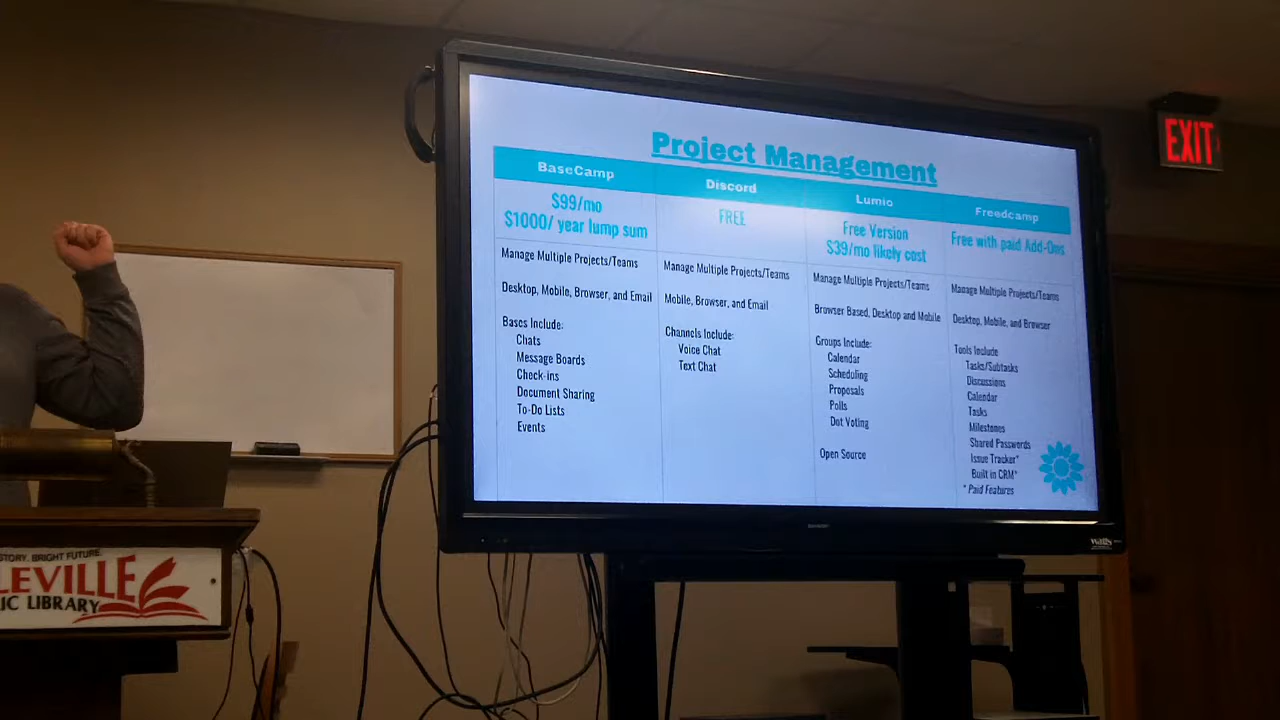 Project Management
BaseCamp
$99/mo
$1000/ year lump sum
Manage Multiple Projects/Teams
Desktop, Mobile, Browser, and Email
Bases Include:
Chats
Message Boards
Check-ins
Document Sharing
To-Do Lists
Events
Discord
FREE
Manage Multiple Projects/Teams
Mobile, Browser, and Email
Channels Include:
Voice Chat
Text Chat
Lumio
Free Version
$39/mo likely cost
Manage Multiple Projects/Teams
Browser Based, Desktop and Mobile
Groups Include:
Calendar
Scheduling
Proposals
Polls
Dot Voting
Open Source
Freedcamp
Free with paid Add-Ons
Manage Multiple Projects/Teams
Desktop, Mobile, and Browser
Tools Include
Tasks/Subtasks
Discussions
Calendar
Tasks
Milestones
Shared Passwords
Issue Tracker*
Built in CRM*
* Paid Features
EXIT
SHARP
STORY. BRIGHT FUTURE.
LEVILLE
IC LIBRARY